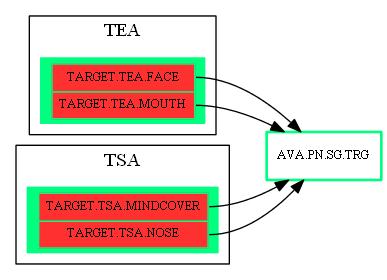 TEA
TARGET.TEA.FACE
TARGET.TEA.MOUTH
AVA.PN.SG.TRG
TSA
TARGET.TSA.MINDCOVER
TARGET.TSA.NOSE